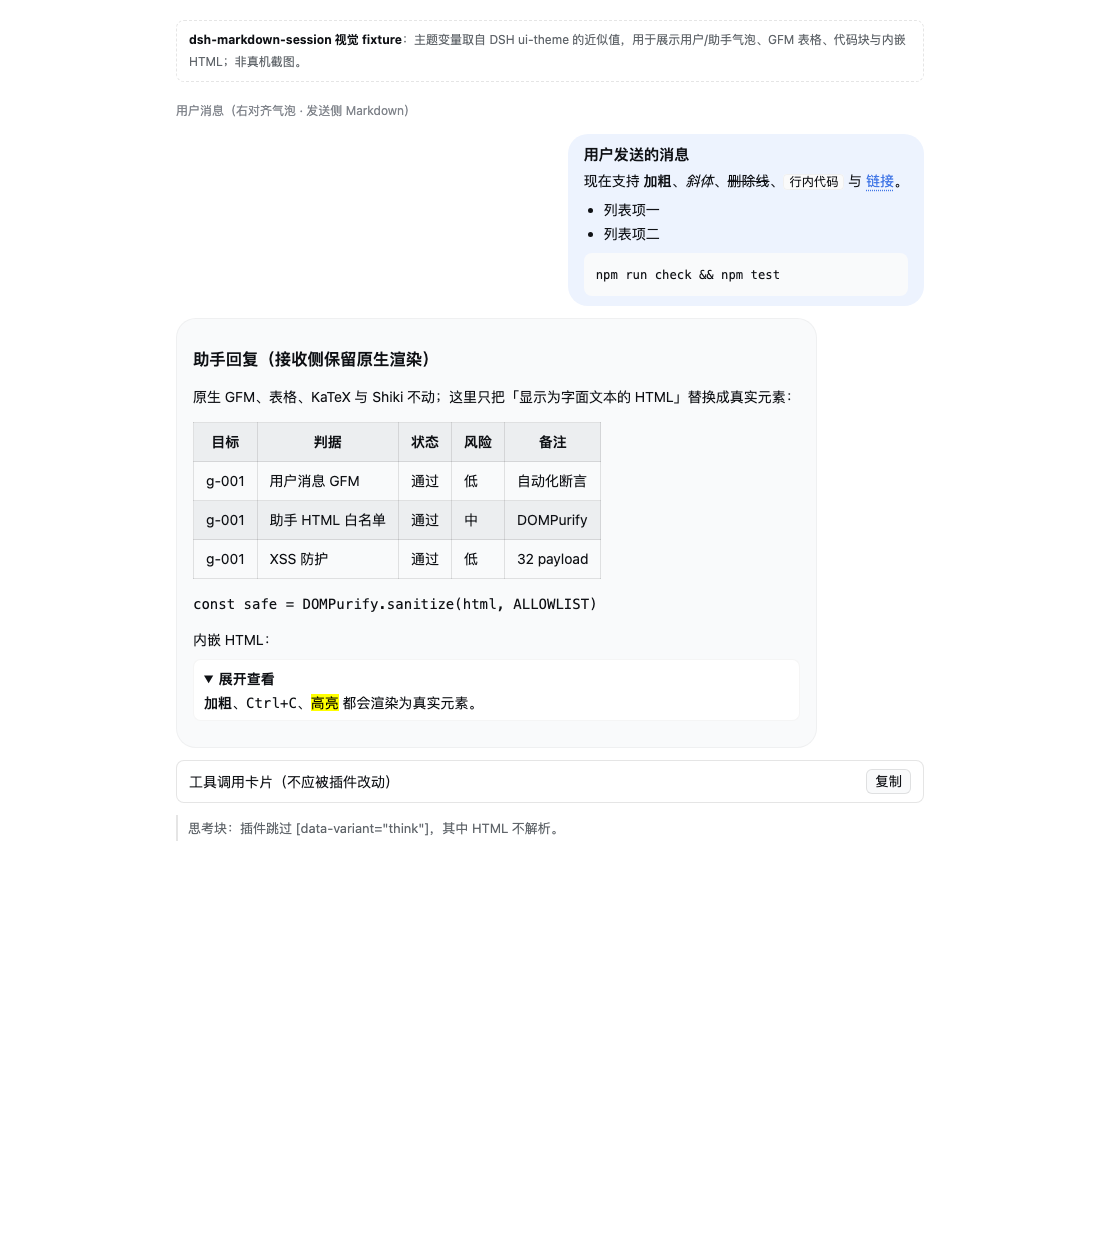 dsh-markdown-session 视觉 fixture：主题变量取自 DSH ui-theme 的近似值，用于展示用户/助手气泡、GFM 表格、代码块与内嵌
HTML；非真机截图。
用户消息（右对齐气泡 · 发送侧 Markdown）
用户发送的消息
现在支持 加粗、斜体、删除线、 行内代码 与 链接。
• 列表项一
• 列表项二
npm run check && npm test
助手回复（接收侧保留原生渲染）
原生 GFM、表格、KaTeX 与 Shiki 不动；这里只把「显示为字面文本的 HTML」替换成真实元素：
目标 判据 状态 风险 备注
g-001 用户消息 GFM 通过 低 自动化断言
g-001 助手 HTML 白名单 通过 中 DOMPurify
g-001 XSS 防护 通过 低 32 payload
const safe = DOMPurify.sanitize(html, ALLOWLIST)
内嵌 HTML：
▼ 展开查看
加粗、Ctrl+C、高亮 都会渲染为真实元素。
工具调用卡片（不应被插件改动） 复制
思考块：插件跳过 [data-variant="think"]，其中 HTML 不解析。